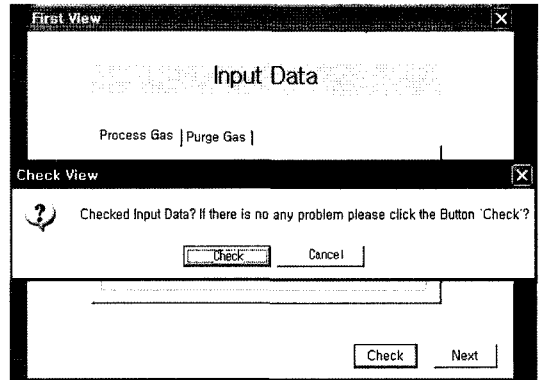 First View
Input Data
Process Gas | Purge Gas |
Check View
Checked Input Data? If there is no any problem please click the Button 'Check'?
Check Cancel
Check Next